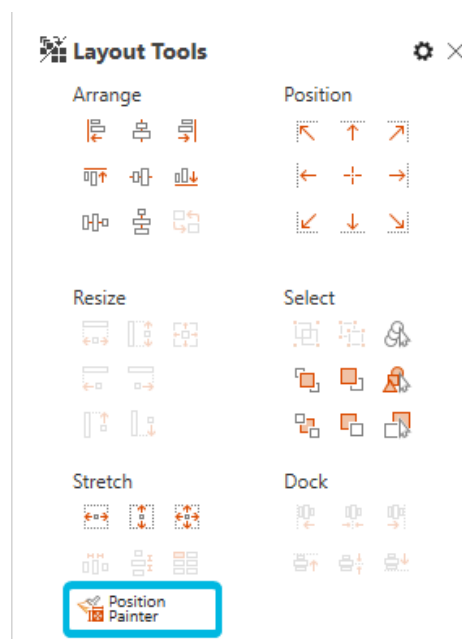 Layout Tools
Arrange
Position
Resize
Select
Stretch
Dock
Position
Painter